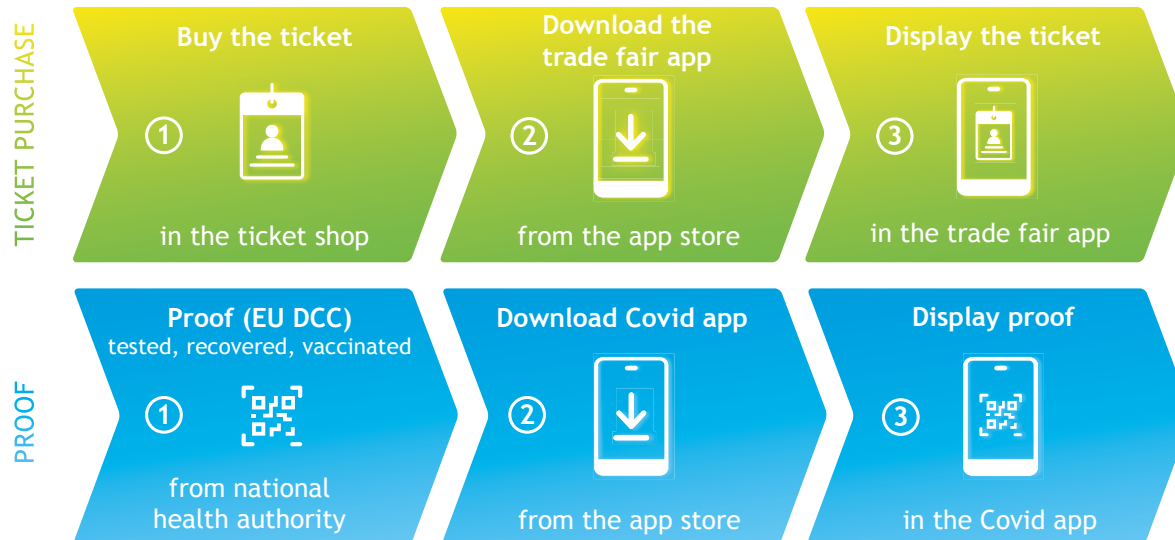 TICKET PURCHASE
Buy the ticket
1
in the ticket shop
Download the
trade fair app
2
from the app store
Display the ticket
3
in the trade fair app
PROOF
Proof (EU DCC)
tested, recovered, vaccinated
1
from national
health authority
Download Covid app
2
from the app store
Display proof
3
in the Covid app